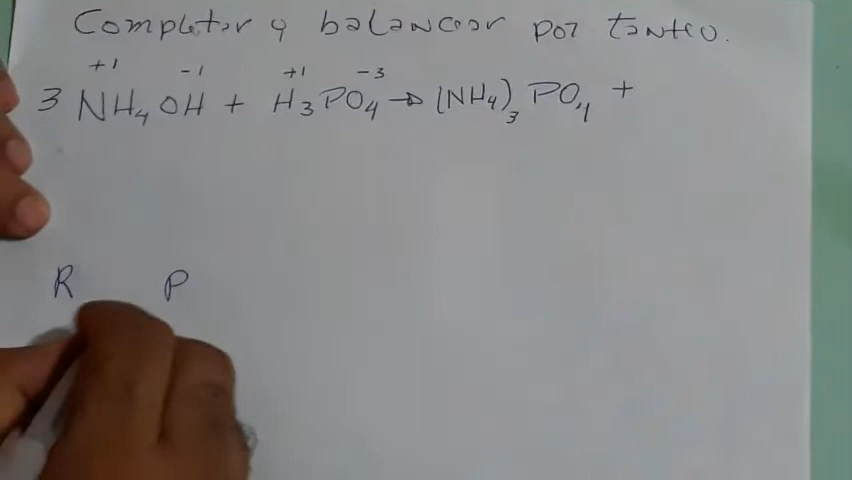 Completar y balancear por tanteo.
+1 -1 +1 -3
3 NH4OH + H3PO4 → (NH4)3 PO4 +
R P